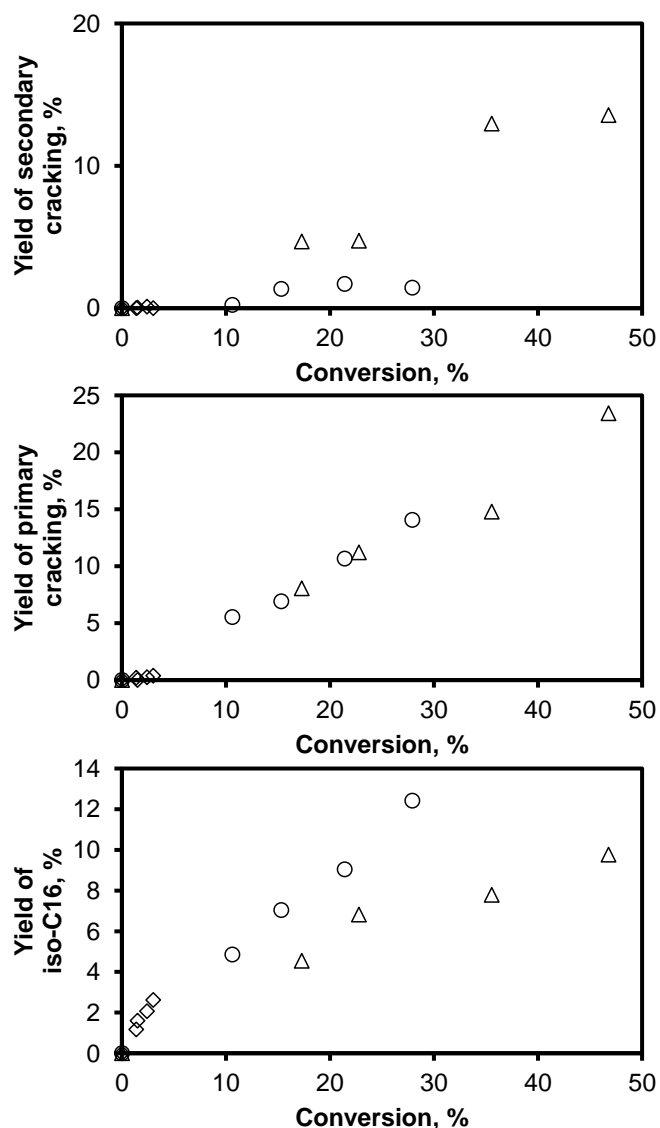 20
10
0
0 10 20 30 40 50
Yield of secondary
cracking, %
Conversion, %
25
20
15
10
5
0
0 10 20 30 40 50
Yield of primary
cracking, %
Conversion, %
14
12
10
8
6
4
2
0
0 10 20 30 40 50
Yield of
iso-C16, %
Conversion, %